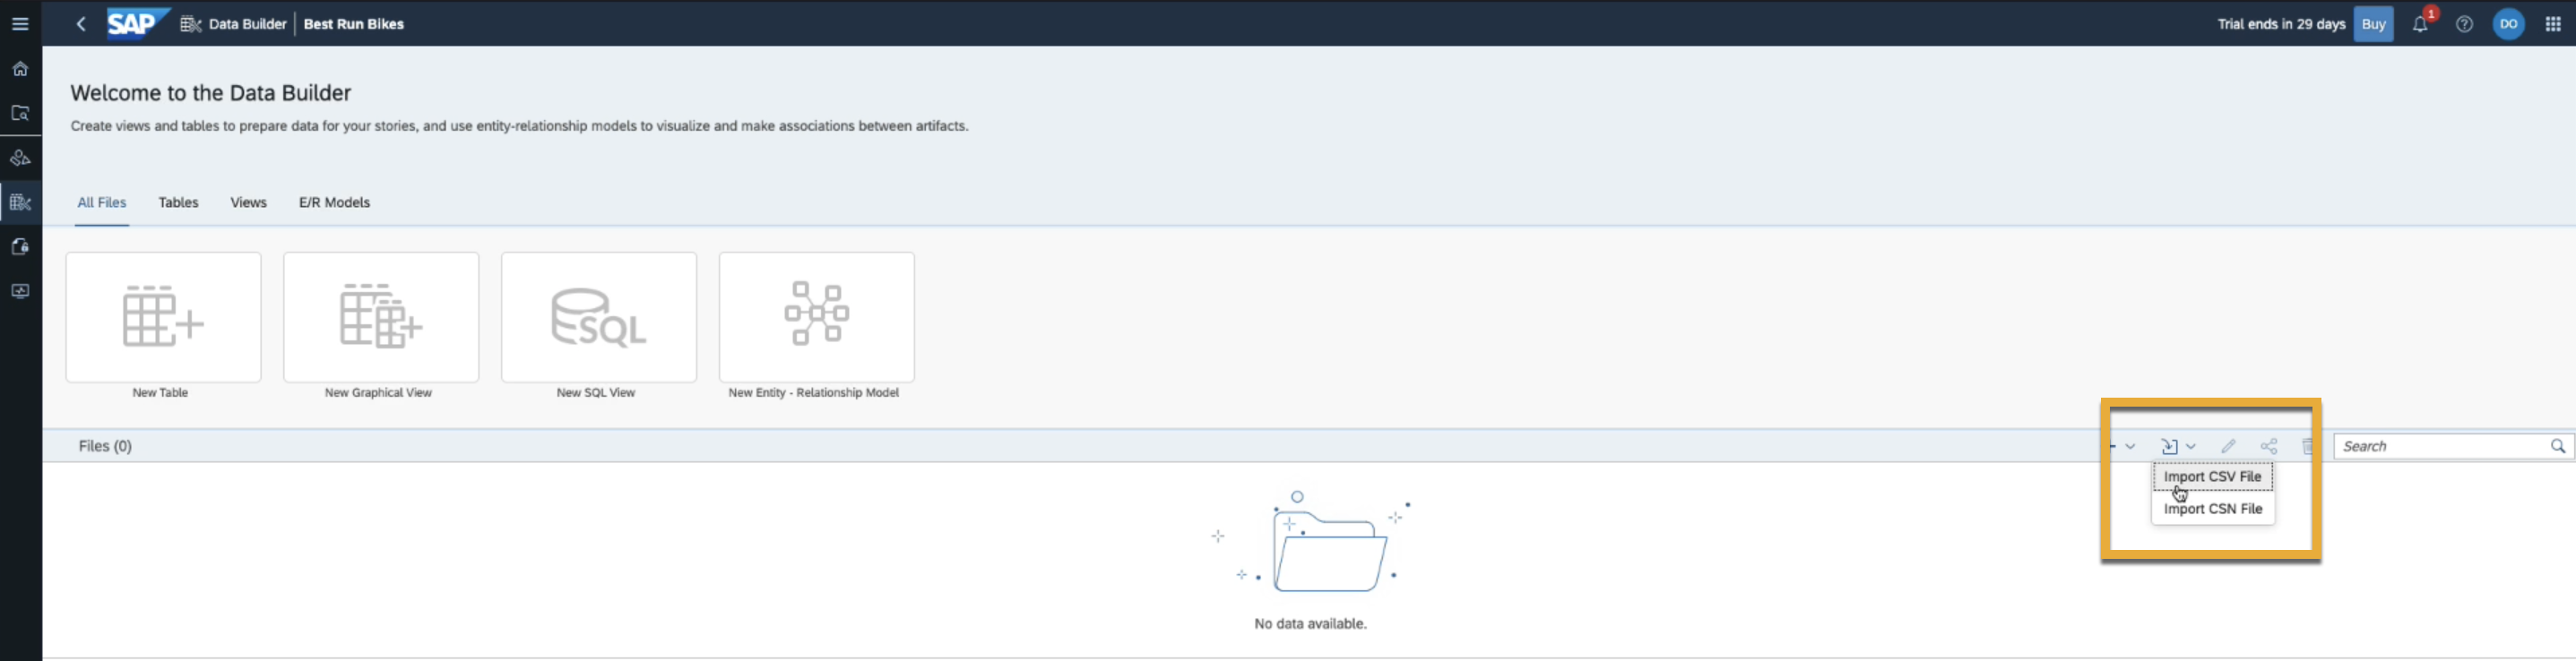 SAP Data Builder Best Run Bikes Trial ends in 29 days Buy 1 DO
Welcome to the Data Builder
Create views and tables to prepare data for your stories, and use entity-relationship models to visualize and make associations between artifacts.
All Files Tables Views E/R Models
SQL
New Table New Graphical View New SQL View New Entity - Relationship Model
Files (0) Search
Import CSV File
Import CSN File
No data available.